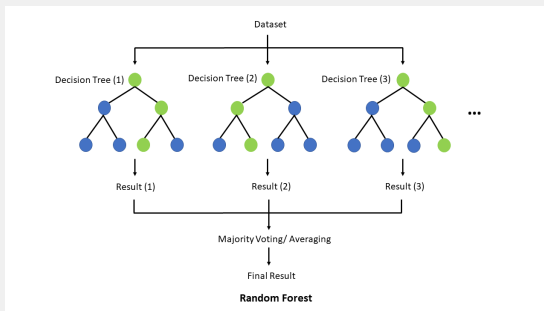 Dataset
Decision Tree (1)
Decision Tree (2)
Decision Tree (3)
...
Result (1)
Result (2)
Result (3)
Majority Voting/ Averaging
Final Result
Random Forest